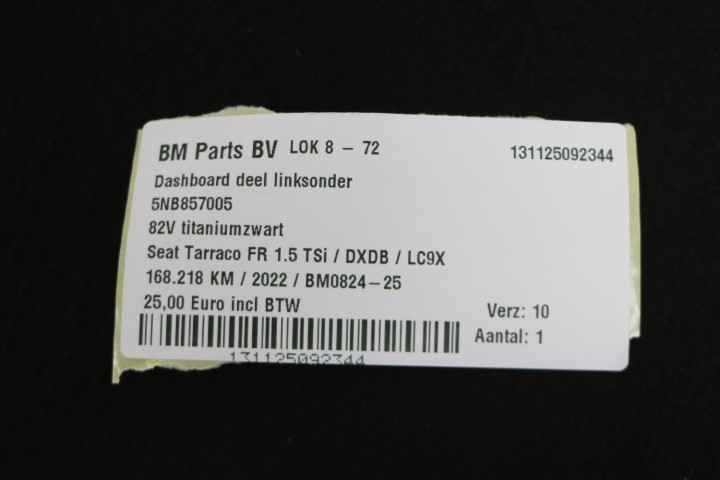 BM Parts BV LOK 8 – 72 131125092344
Dashboard deel linksonder
5NB857005
82V titaniumzwart
Seat Tarraco FR 1.5 TSi / DXDB / LC9X
168.218 KM / 2022 / BM0824–25
25,00 Euro incl BTW
Verz: 10
Aantal: 1
131125092344